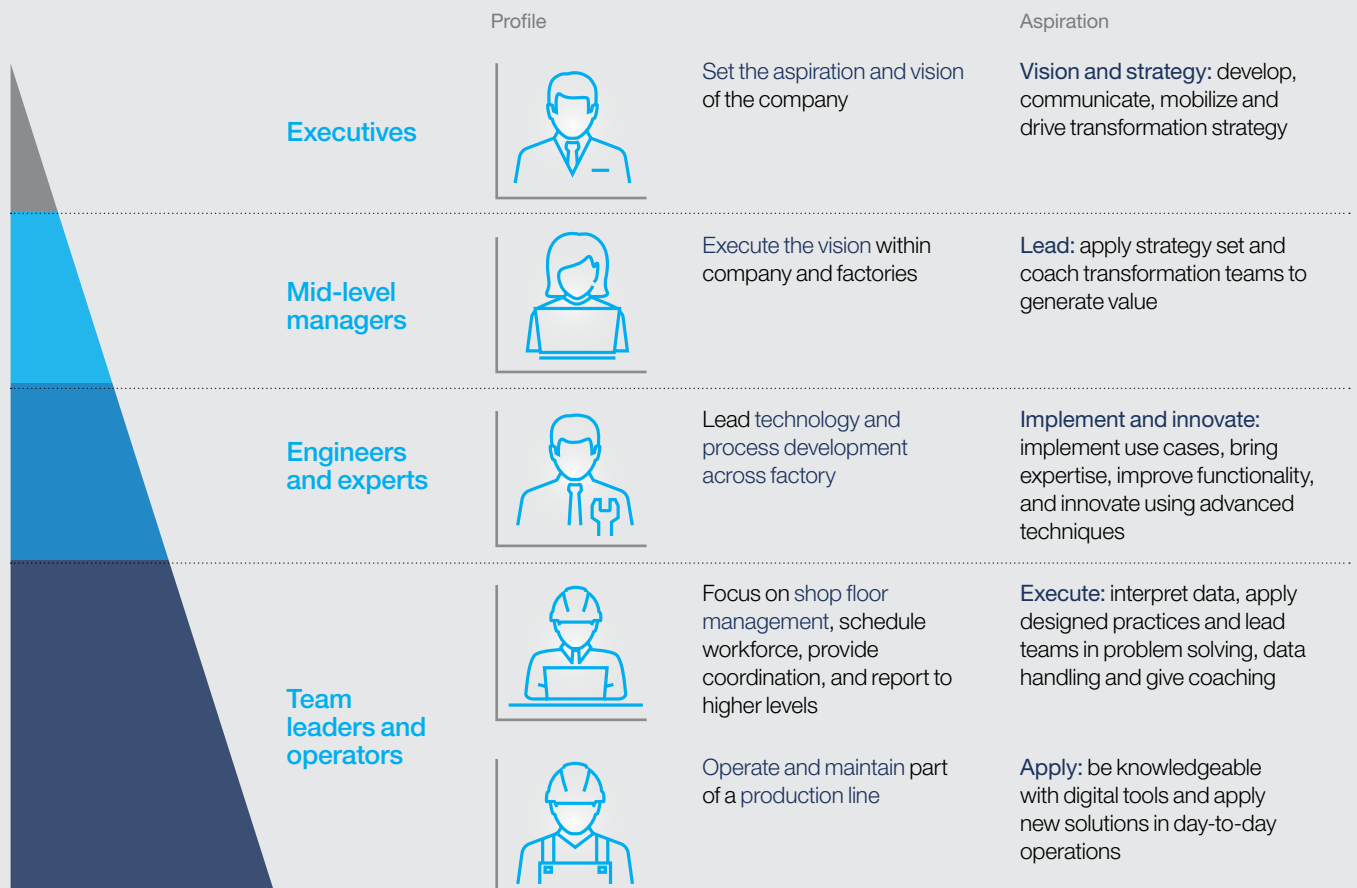 Profile
Aspiration
Executives
Set the aspiration and vision
of the company
Vision and strategy: develop,
communicate, mobilize and
drive transformation strategy
Mid-level
managers
Execute the vision within
company and factories
Lead: apply strategy set and
coach transformation teams to
generate value
Engineers
and experts
Lead technology and
process development
across factory
Implement and innovate:
implement use cases, bring
expertise, improve functionality,
and innovate using advanced
techniques
Team
leaders and
operators
Focus on shop floor
management, schedule
workforce, provide
coordination, and report to
higher levels
Execute: interpret data, apply
designed practices and lead
teams in problem solving, data
handling and give coaching
Operate and maintain part
of a production line
Apply: be knowledgeable
with digital tools and apply
new solutions in day-to-day
operations